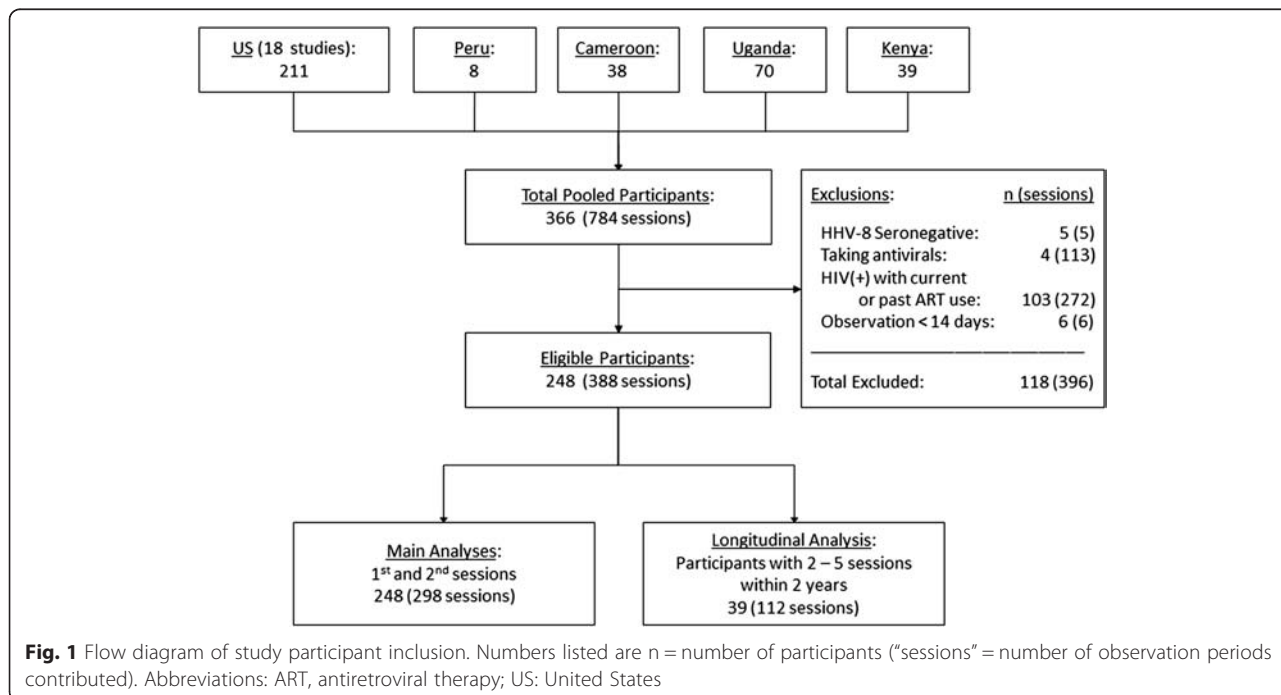 US (18 studies):
211
Peru:
8
Cameroon:
38
Uganda:
70
Kenya:
39
Total Pooled Participants:
366 (784 sessions)
Exclusions: n (sessions)
HHV-8 Seronegative: 5 (5)
Taking antivirals: 4 (113)
HIV(+) with current
or past ART use: 103 (272)
Observation < 14 days: 6 (6)
Total Excluded: 118 (396)
Eligible Participants:
248 (388 sessions)
Main Analyses:
1st and 2nd sessions
248 (298 sessions)
Longitudinal Analysis:
Participants with 2 – 5 sessions
within 2 years
39 (112 sessions)
Fig. 1 Flow diagram of study participant inclusion. Numbers listed are n = number of participants (“sessions” = number of observation periods
contributed). Abbreviations: ART, antiretroviral therapy; US: United States